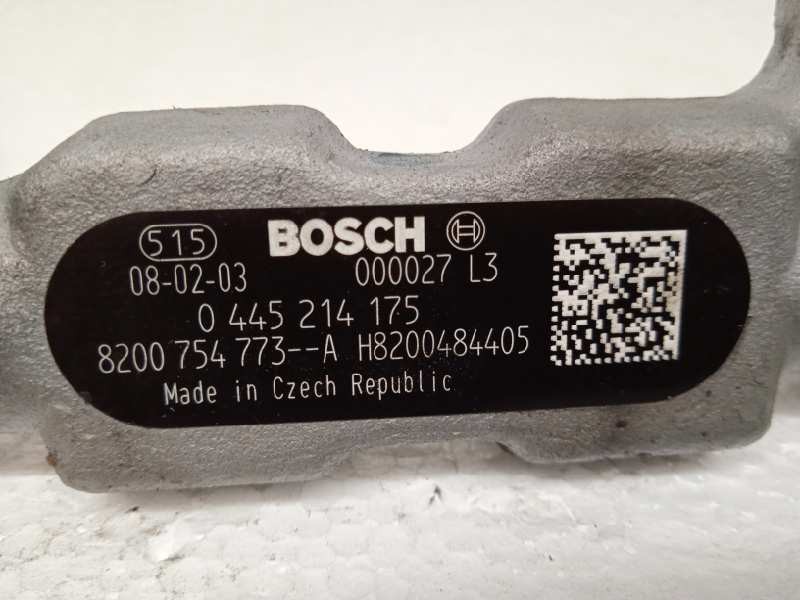 515 BOSCH
08-02-03 000027 L3
0 445 214 175
8200 754 773--A H8200484405
Made in Czech Republic